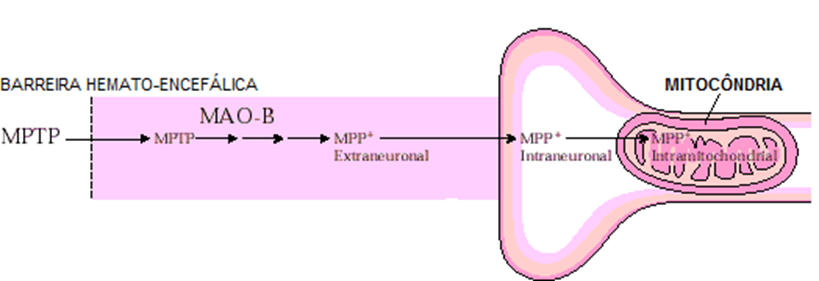 BARREIRA HEMATO-ENCEFÁLICA
MITOCÔNDRIA
MAO-B
MPTP
MPTP
MPP+
Extraneuronal
MPP+
Intraneuronal
MPP+
Intramitochondrial